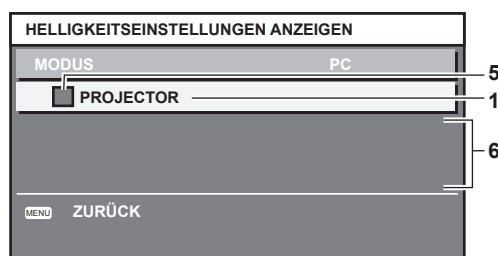 HELLIGKEITSEINSTELLUNGEN ANZEIGEN
MODUS PC
5
PROJECTOR 1
6
MENU ZURÜCK